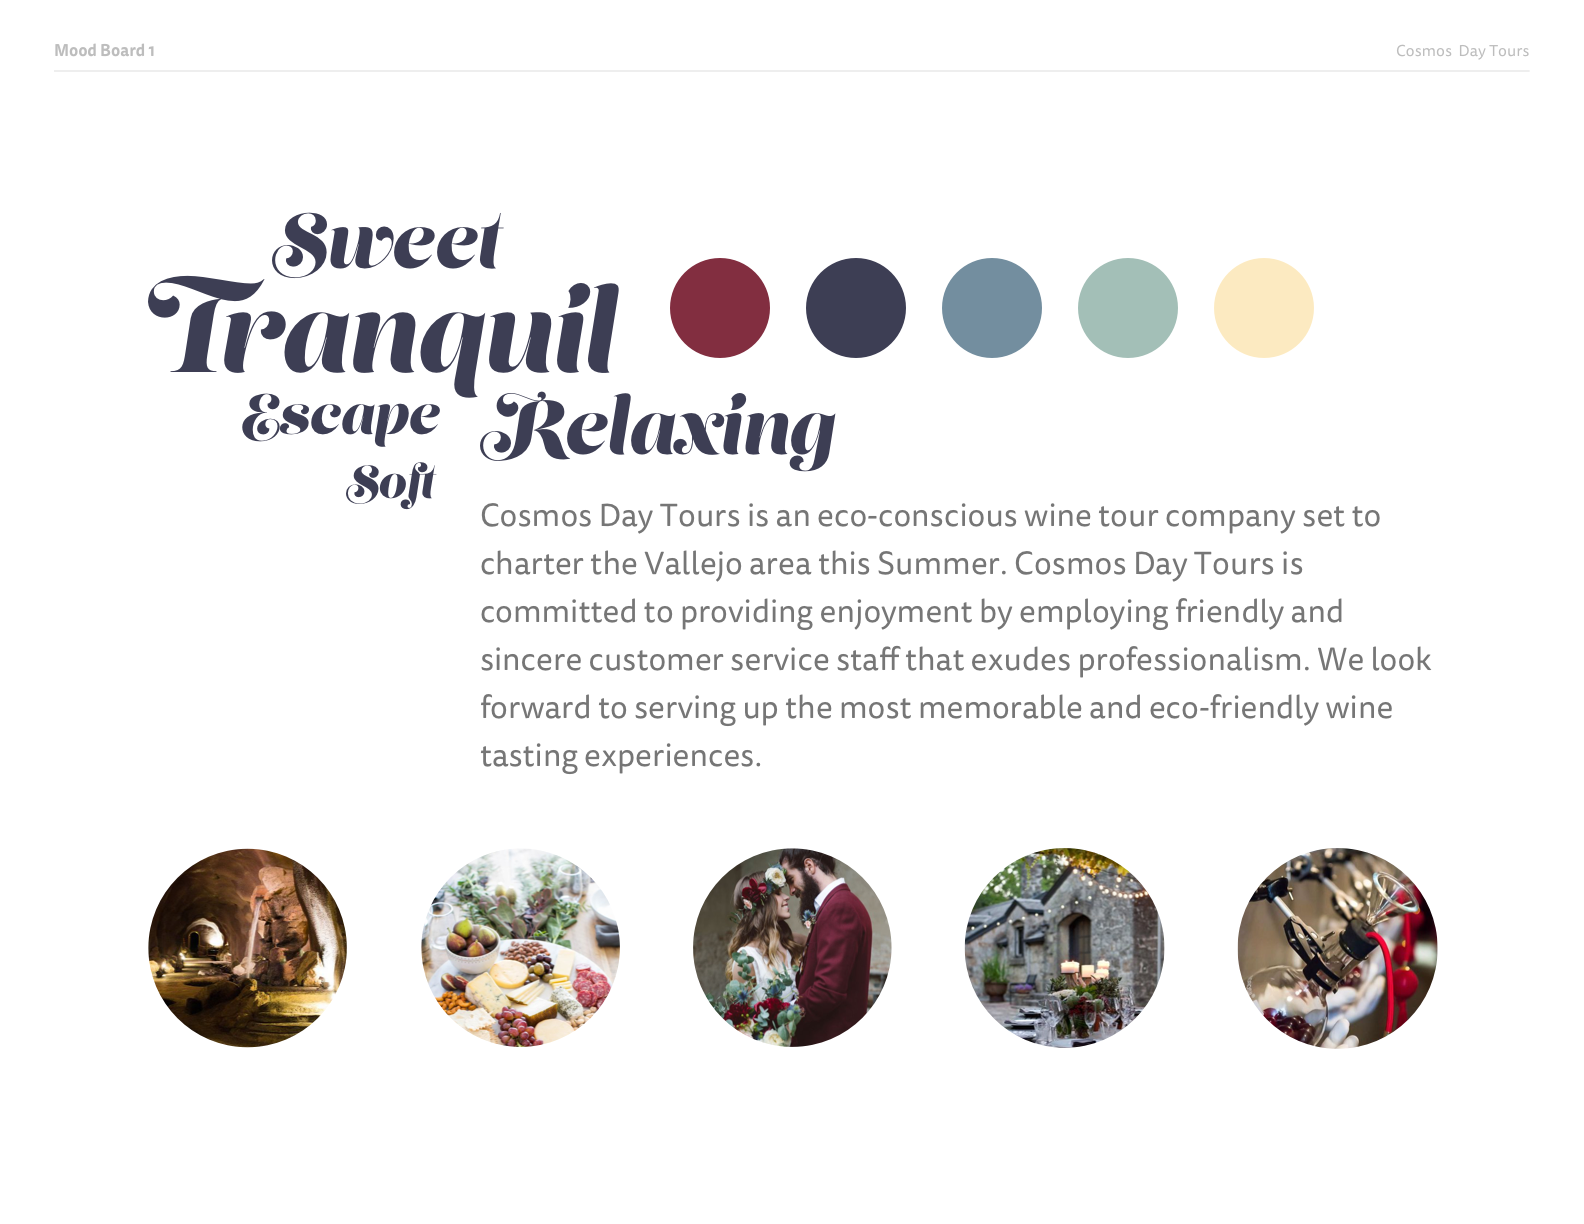 Mood Board 1
Cosmos Day Tours
Sweet
Tranquil
Escape
Relaxing
Soft
Cosmos Day Tours is an eco-conscious wine tour company set to
charter the Vallejo area this Summer. Cosmos Day Tours is
committed to providing enjoyment by employing friendly and
sincere customer service staff that exudes professionalism. We look
forward to serving up the most memorable and eco-friendly wine
tasting experiences.